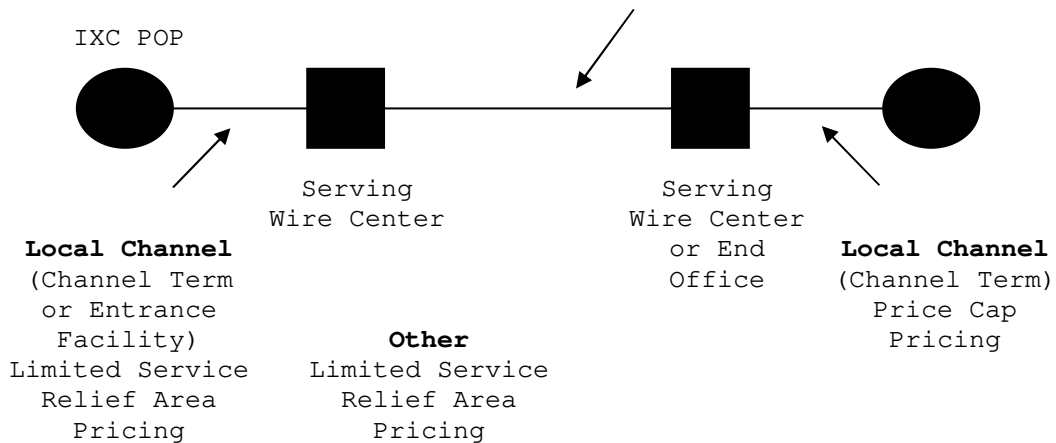 IXC POP
Serving
Wire Center
Serving
Wire Center
or End
Office
Local Channel
(Channel Term
or Entrance
Facility)
Limited Service
Relief Area
Pricing
Other
Limited Service
Relief Area
Pricing
Local Channel
(Channel Term)
Price Cap
Pricing